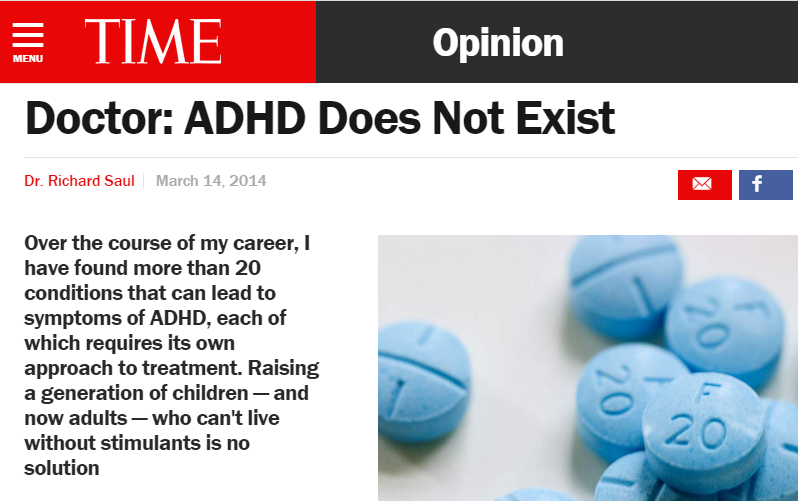 TIME
MENU
Opinion
Doctor: ADHD Does Not Exist
Dr. Richard Saul
March 14, 2014
f
Over the course of my career, I
have found more than 20
conditions that can lead to
symptoms of ADHD, each of
which requires its own
approach to treatment. Raising
a generation of children — and
now adults — who can't live
without stimulants is no
solution
F
20
20
F
20